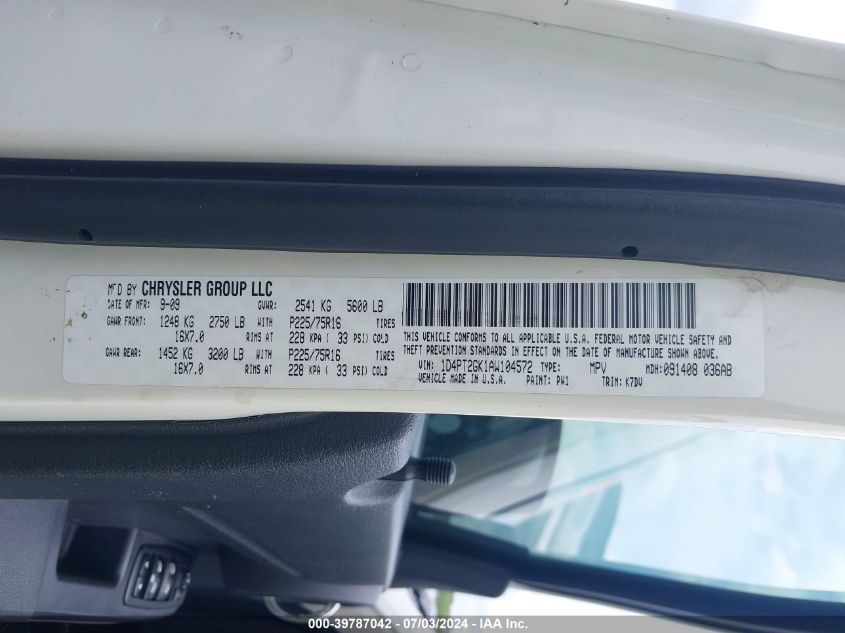 MFD BY CHRYSLER GROUP LLC
DATE OF MFR: 9-09 GVWR: 2541 KG 5600 LB
GAWR FRONT: 1248 KG 2750 LB WITH P225/75R16 TIRES
16X7.0 RIMS AT 228 KPA ( 33 PSI) COLD
GAWR REAR: 1452 KG 3200 LB WITH P225/75R16 TIRES
16X7.0 RIMS AT 228 KPA ( 33 PSI) COLD
THIS VEHICLE CONFORMS TO ALL APPLICABLE U.S.A. FEDERAL MOTOR VEHICLE SAFETY AND
THEFT PREVENTION STANDARDS IN EFFECT ON THE DATE OF MANUFACTURE SHOWN ABOVE.
VIN: 1D4PT2GK1AW104572 TYPE: MPV MDH: 091408 036AB
VEHICLE MADE IN U.S.A. PAINT: PW1 TRIM: K7DV
000-39787042 - 07/03/2024 - IAA Inc.